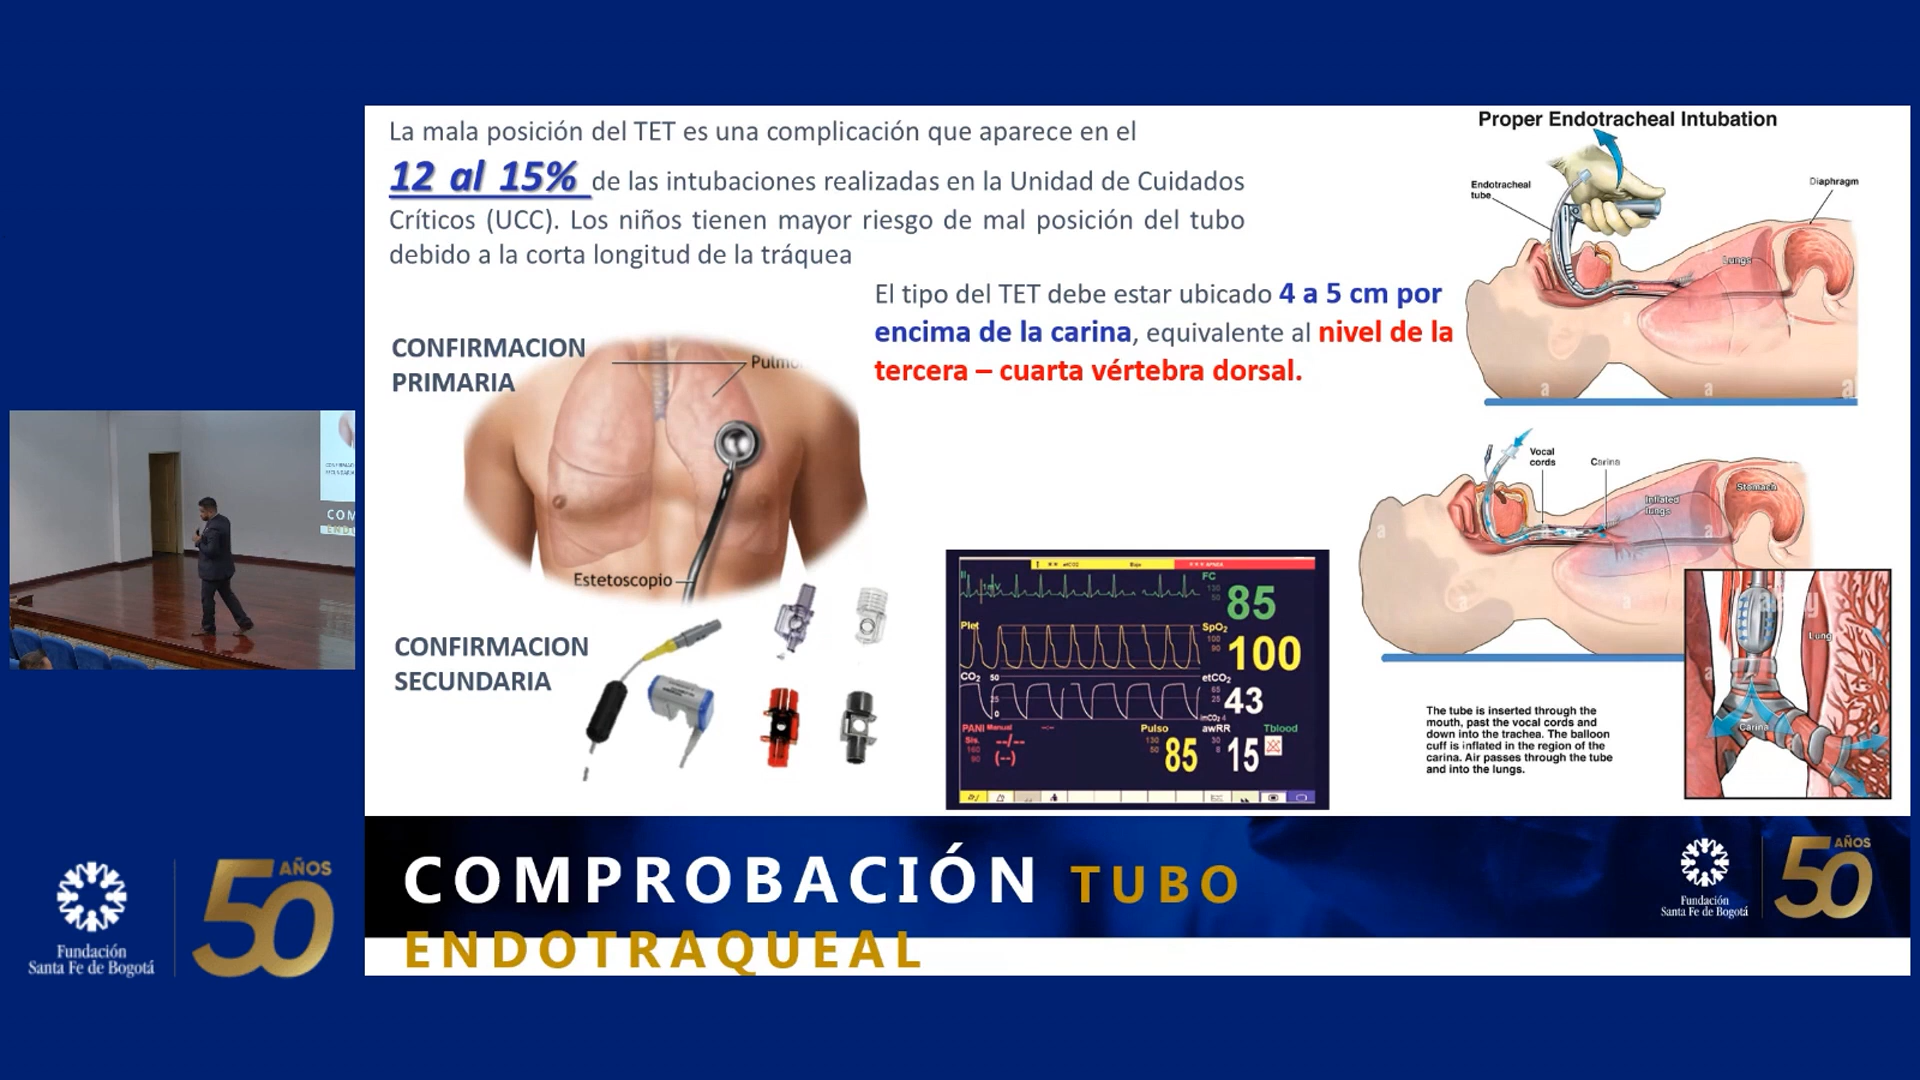 La mala posición del TET es una complicación que aparece en el
12 al 15% de las intubaciones realizadas en la Unidad de Cuidados
Críticos (UCC). Los niños tienen mayor riesgo de mal posición del tubo
debido a la corta longitud de la tráquea
El tipo del TET debe estar ubicado 4 a 5 cm por
encima de la carina, equivalente al nivel de la
tercera – cuarta vértebra dorsal.
CONFIRMACION
PRIMARIA
Estetoscopio
CONFIRMACION
SECUNDARIA
Proper Endotracheal Intubation
Endotracheal
tube
Diaphragm
Lungs
Vocal
cords
Carina
Inflated
lungs
Stomach
Lung
Carina
The tube is inserted through the
mouth, past the vocal cords and
down into the trachea. The balloon
cuff is inflated in the region of the
carina. Air passes through the tube
and into the lungs.
II
1mV
FC
85
Plet
SpO2
100
CO2 50
25
0
etCO2
43
PANI Manual
Sis.
--/--
(--)
Pulso
85
awRR
15
Tblood
COMPROBACIÓN TUBO
ENDOTRAQUEAL
Fundación
Santa Fe de Bogotá
50 AÑOS
Fundación
Santa Fe de Bogotá
50 AÑOS